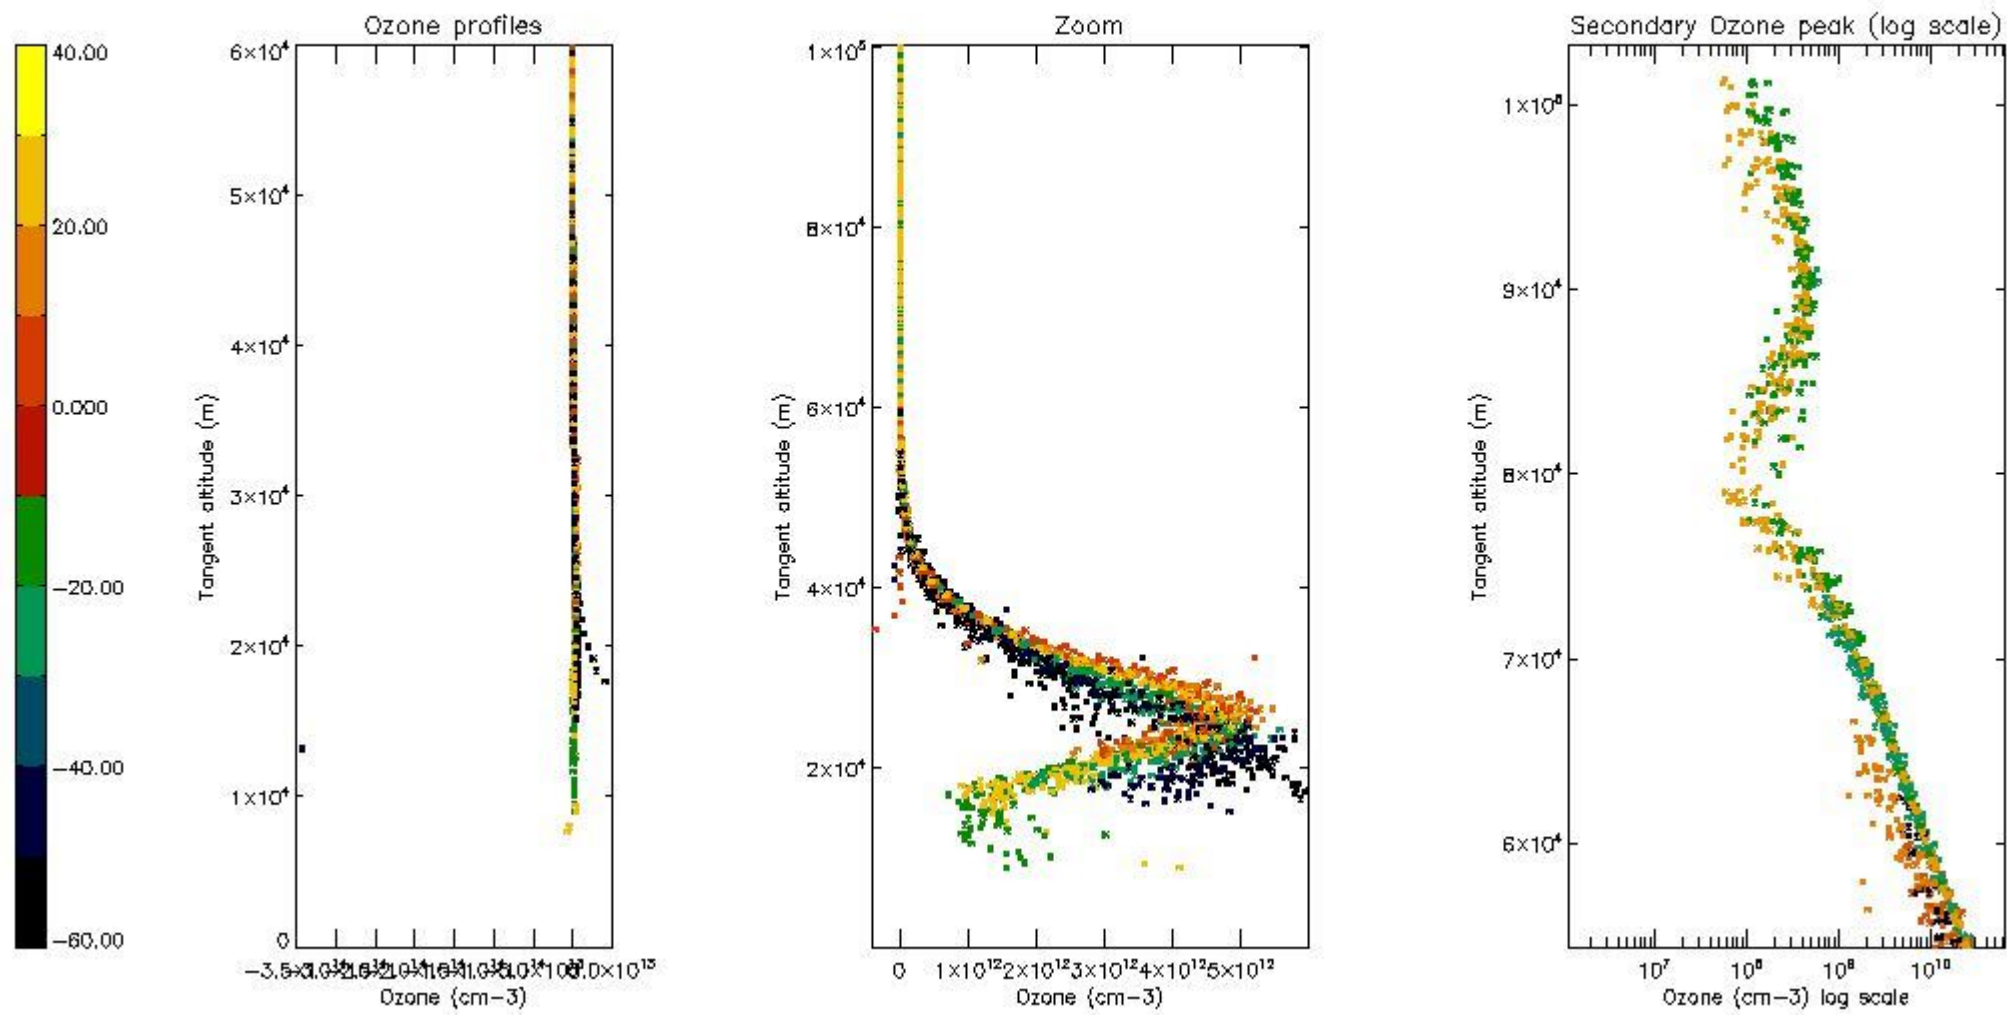 Ozone profiles
Zoom
Secondary Ozone peak (log scale)
40.00
20.00
0.000
−20.00
−40.00
−60.00
6×10⁴
5×10⁴
4×10⁴
3×10⁴
2×10⁴
1×10⁴
0
Tangent altitude (m)
Ozone (cm−3)
1×10⁵
8×10⁴
6×10⁴
4×10⁴
2×10⁴
Tangent altitude (m)
0 1×10¹² 2×10¹² 3×10¹² 4×10¹² 5×10¹²
Ozone (cm−3)
9×10⁴
8×10⁴
7×10⁴
6×10⁴
Tangent altitude (m)
10⁷ 10⁸ 10⁹ 10¹⁰
Ozone (cm−3) log scale